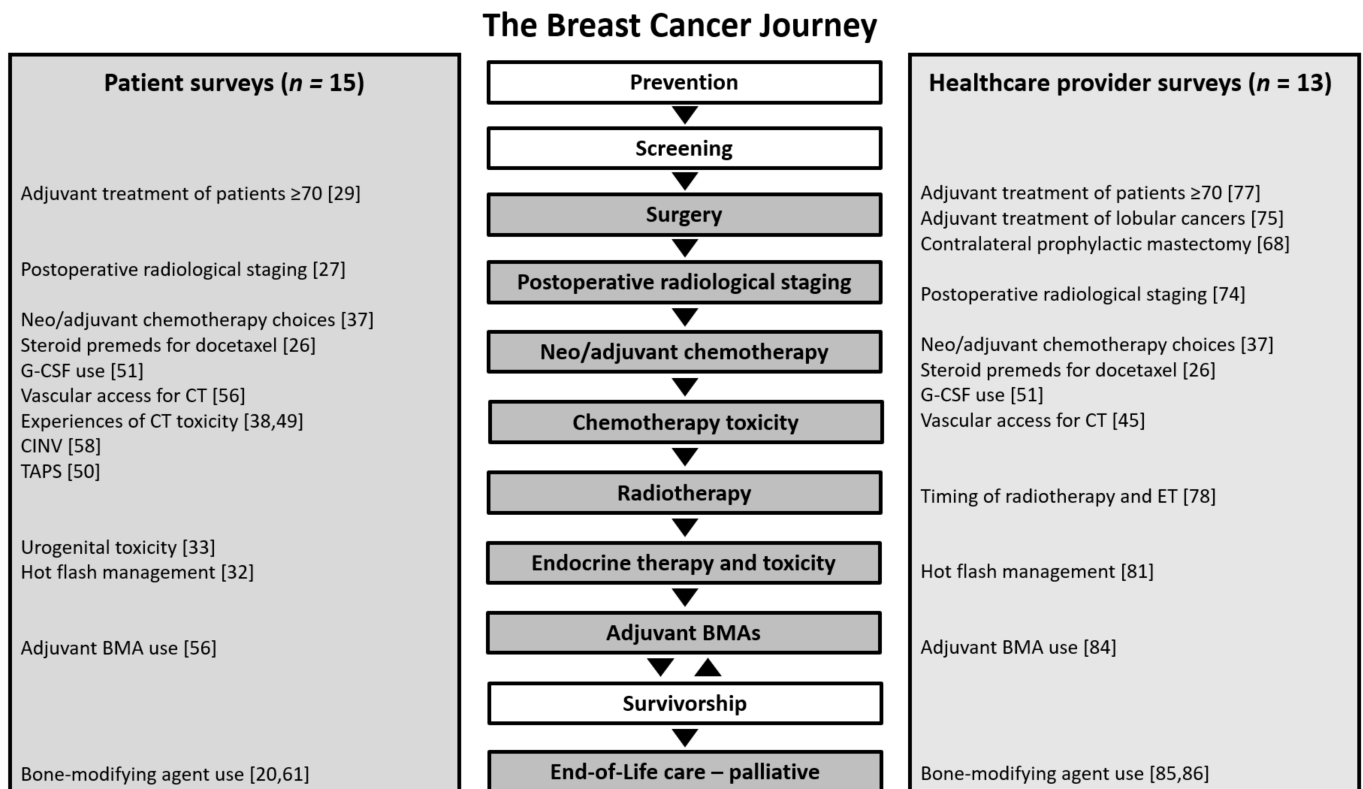 The Breast Cancer Journey
Patient surveys (n = 15)
Adjuvant treatment of patients ≥70 [29]
Postoperative radiological staging [27]
Neo/adjuvant chemotherapy choices [37]
Steroid premeds for docetaxel [26]
G-CSF use [51]
Vascular access for CT [56]
Experiences of CT toxicity [38,49]
CINV [58]
TAPS [50]
Urogenital toxicity [33]
Hot flash management [32]
Adjuvant BMA use [56]
Bone-modifying agent use [20,61]
Prevention
Screening
Surgery
Postoperative radiological staging
Neo/adjuvant chemotherapy
Chemotherapy toxicity
Radiotherapy
Endocrine therapy and toxicity
Adjuvant BMAs
Survivorship
End-of-Life care – palliative
Healthcare provider surveys (n = 13)
Adjuvant treatment of patients ≥70 [77]
Adjuvant treatment of lobular cancers [75]
Contralateral prophylactic mastectomy [68]
Postoperative radiological staging [74]
Neo/adjuvant chemotherapy choices [37]
Steroid premeds for docetaxel [26]
G-CSF use [51]
Vascular access for CT [45]
Timing of radiotherapy and ET [78]
Hot flash management [81]
Adjuvant BMA use [84]
Bone-modifying agent use [85,86]